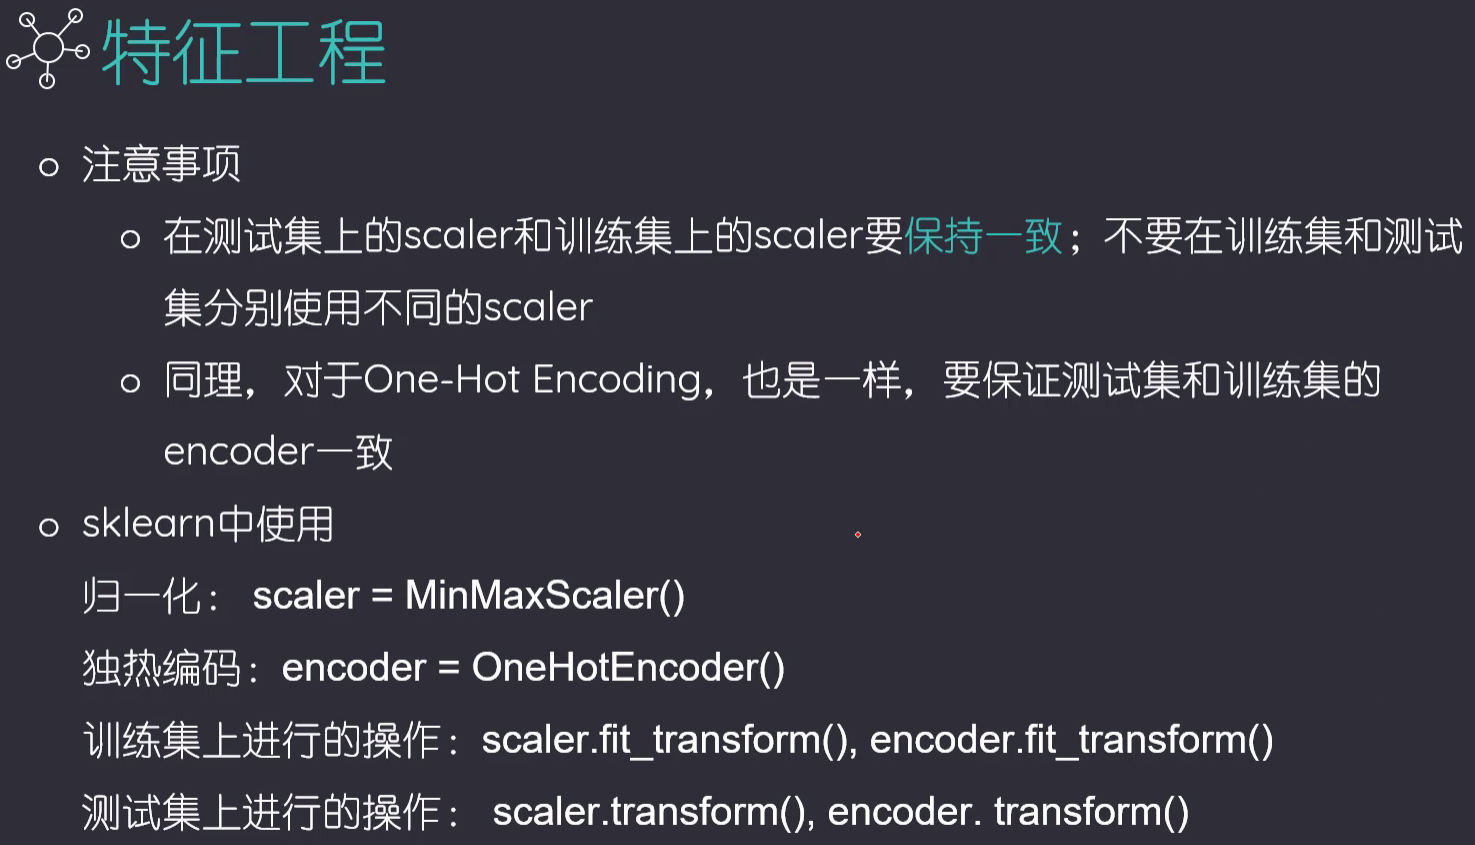 特征工程
注意事项
在测试集上的scaler和训练集上的scaler要保持一致；不要在训练集和测试
集分别使用不同的scaler
同理，对于One-Hot Encoding，也是一样，要保证测试集和训练集的
encoder一致
sklearn中使用
归一化： scaler = MinMaxScaler()
独热编码：encoder = OneHotEncoder()
训练集上进行的操作：scaler.fit_transform(), encoder.fit_transform()
测试集上进行的操作： scaler.transform(), encoder. transform()